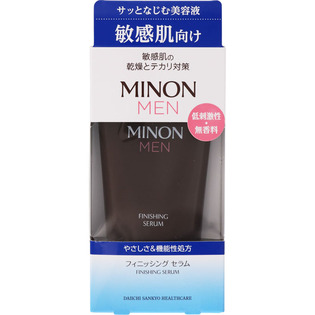 サッとなじむ美容液
敏感肌向け
敏感肌の
乾燥とテカリ対策
MINON
MEN
低刺激性
・
無香料
MINON
MEN
FINISHING
SERUM
やさしさ&機能性処方
フィニッシング セラム
FINISHING SERUM
DAIICHI SANKYO HEALTHCARE